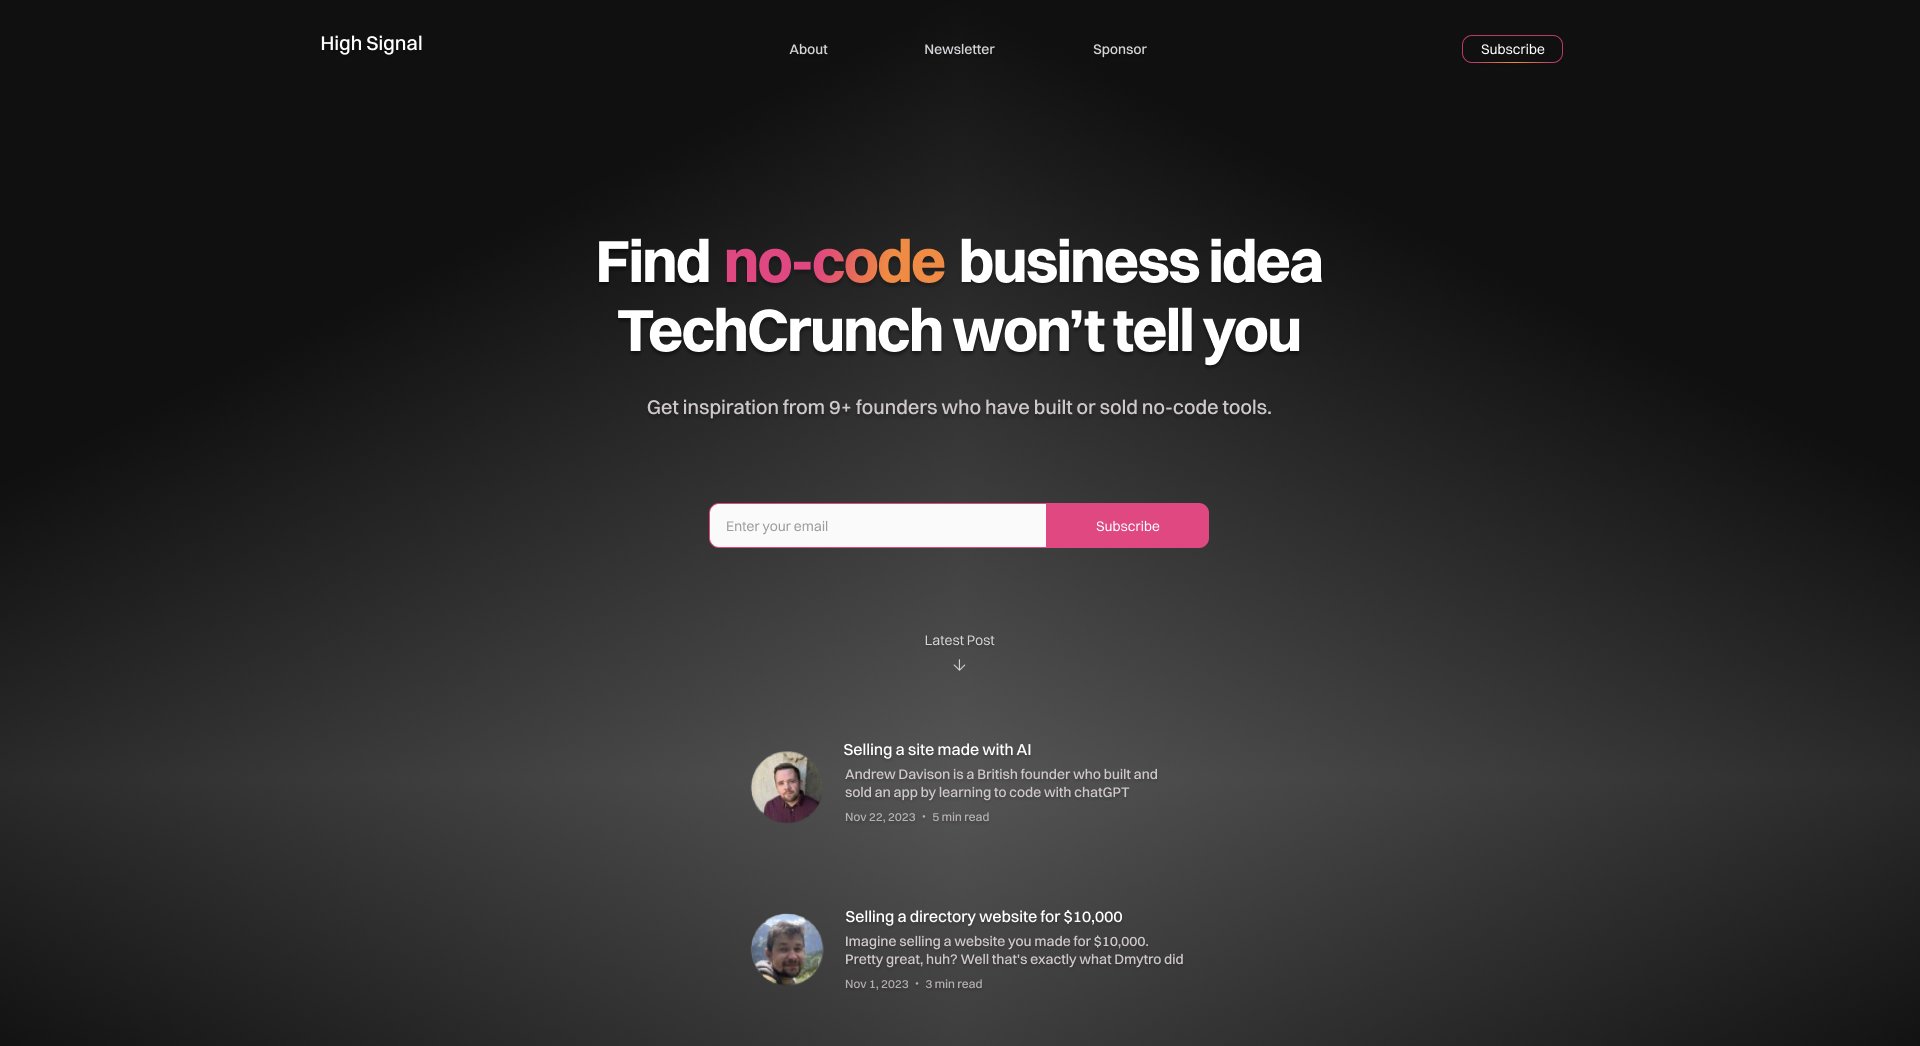 High Signal
About
Newsletter
Sponsor
Subscribe
Find no-code business idea
TechCrunch won’t tell you
Get inspiration from 9+ founders who have built or sold no-code tools.
Enter your email
Subscribe
Latest Post
Selling a site made with AI
Andrew Davison is a British founder who built and
sold an app by learning to code with chatGPT
Nov 22, 2023 • 5 min read
Selling a directory website for $10,000
Imagine selling a website you made for $10,000.
Pretty great, huh? Well that's exactly what Dmytro did
Nov 1, 2023 • 3 min read